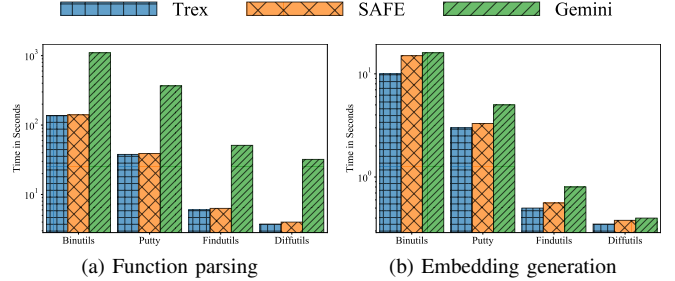 Trex SAFE Gemini
Time in Seconds
10³
10²
10¹
Binutils Putty Findutils Diffutils
(a) Function parsing
Time in Seconds
10¹
10⁰
Binutils Putty Findutils Diffutils
(b) Embedding generation